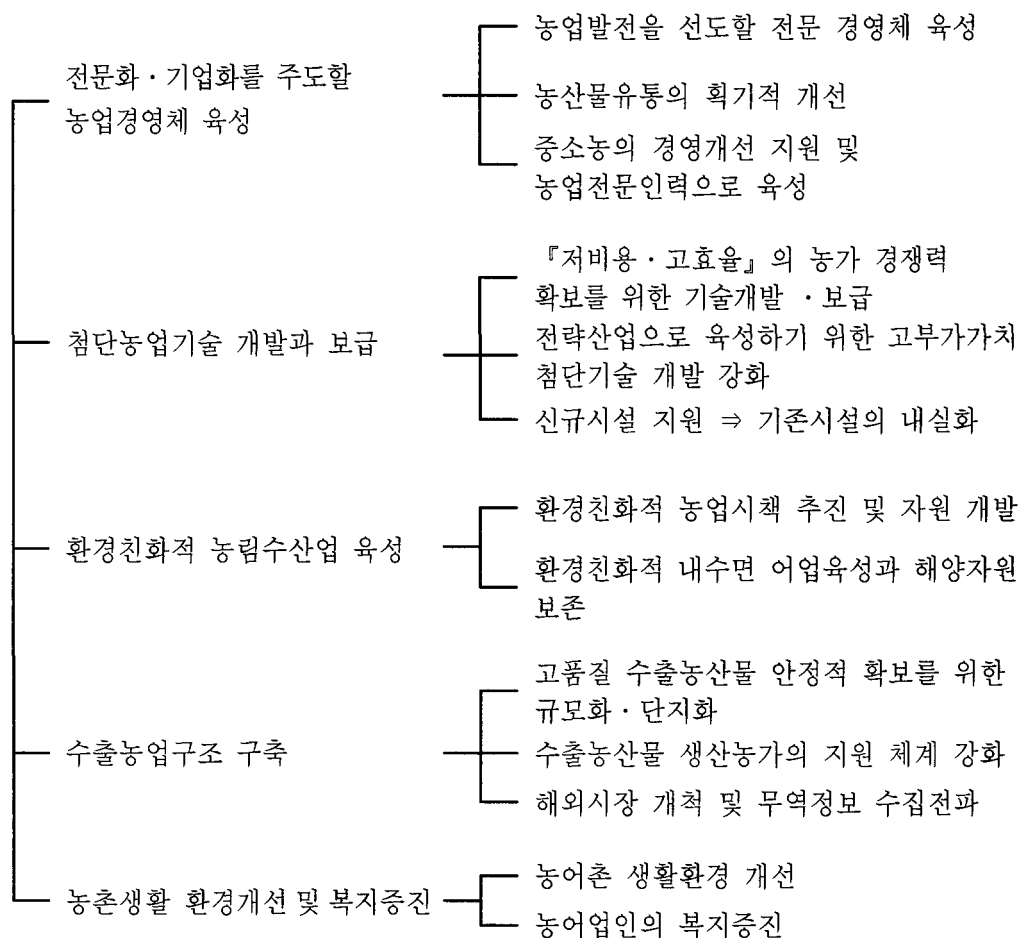 전문화·기업화를 주도할
농업경영체 육성
농업발전을 선도할 전문 경영체 육성
농산물유통의 획기적 개선
중소농의 경영개선 지원 및
농업전문인력으로 육성
첨단농업기술 개발과 보급
『저비용·고효율』의 농가 경쟁력
확보를 위한 기술개발 ·보급
전략산업으로 육성하기 위한 고부가가치
첨단기술 개발 강화
신규시설 지원 ⇒ 기존시설의 내실화
환경친화적 농림수산업 육성
환경친화적 농업시책 추진 및 자원 개발
환경친화적 내수면 어업육성과 해양자원
보존
수출농업구조 구축
고품질 수출농산물 안정적 확보를 위한
규모화·단지화
수출농산물 생산농가의 지원 체계 강화
해외시장 개척 및 무역정보 수집전파
농촌생활 환경개선 및 복지증진
농어촌 생활환경 개선
농어업인의 복지증진